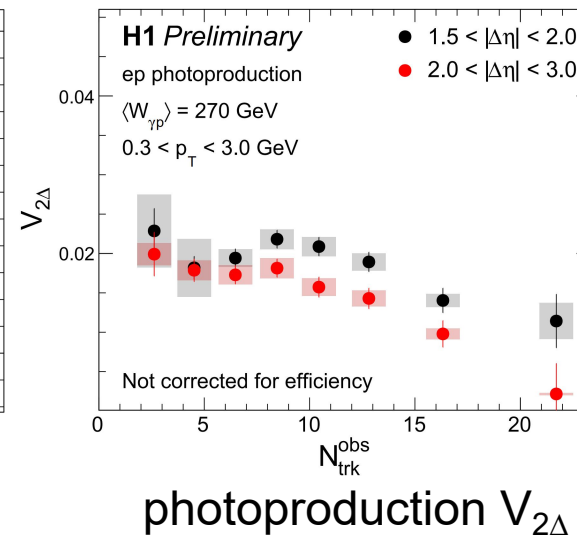 H1 Preliminary
ep photoproduction
⟨Wγp⟩ = 270 GeV
0.3 < pT < 3.0 GeV
1.5 < |Δη| < 2.0
2.0 < |Δη| < 3.0
0.04
0.02
V2Δ
Not corrected for efficiency
0 5 10 15 20
Nobs trk
photoproduction V2Δ